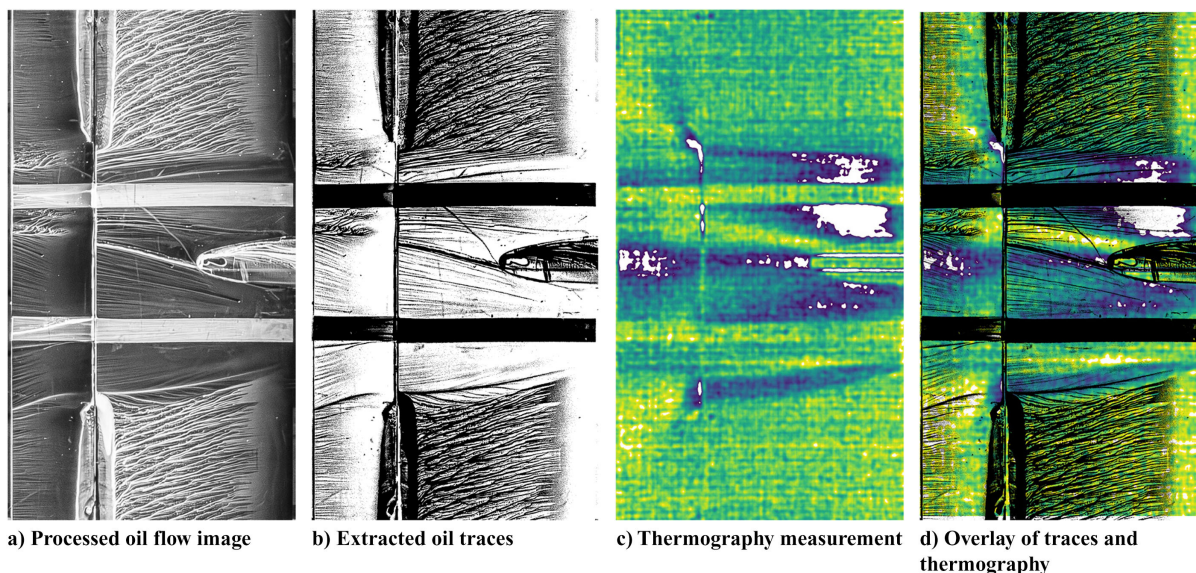 a) Processed oil flow image
b) Extracted oil traces
c) Thermography measurement
d) Overlay of traces and
thermography